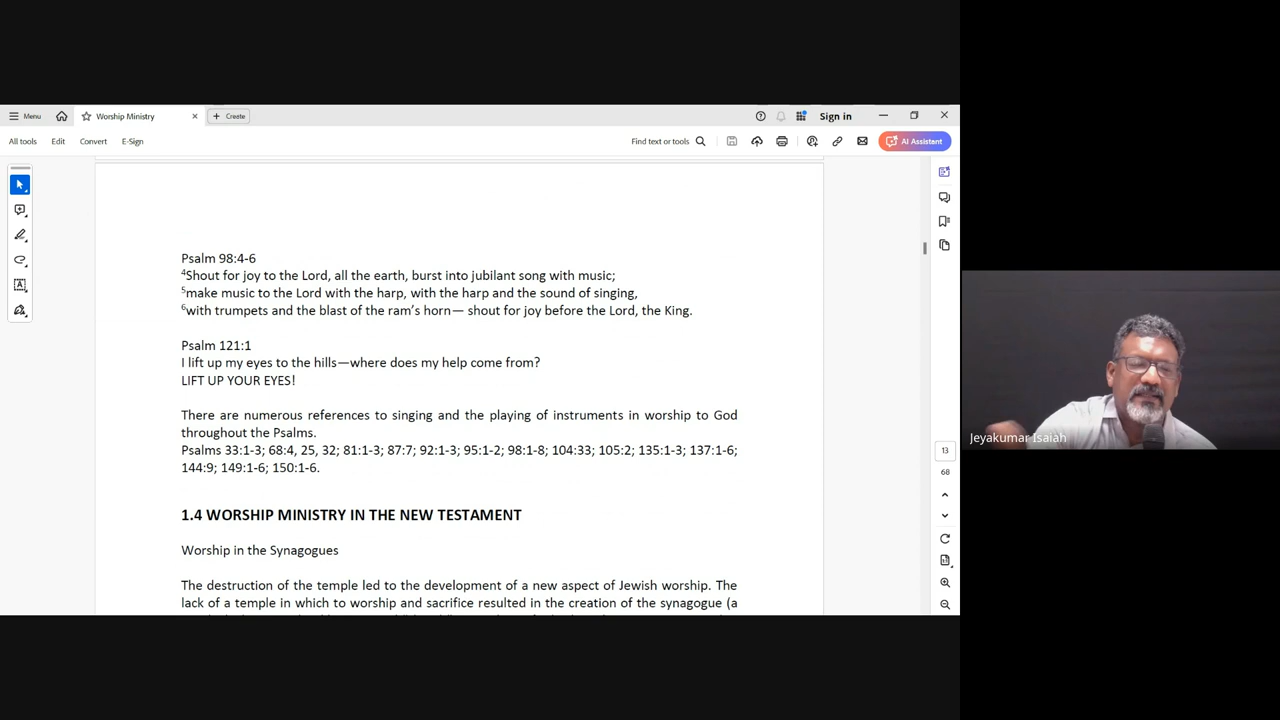 Menu
Worship Ministry
Create
Sign in
All tools
Edit
Convert
E-Sign
Find text or tools
AI Assistant
Psalm 98:4-6
4Shout for joy to the Lord, all the earth, burst into jubilant song with music;
5make music to the Lord with the harp, with the harp and the sound of singing,
6with trumpets and the blast of the ram's horn— shout for joy before the Lord, the King.
Psalm 121:1
I lift up my eyes to the hills—where does my help come from?
LIFT UP YOUR EYES!
There are numerous references to singing and the playing of instruments in worship to God
throughout the Psalms.
Psalms 33:1-3; 68:4, 25, 32; 81:1-3; 87:7; 92:1-3; 95:1-2; 98:1-8; 104:33; 105:2; 135:1-3; 137:1-6;
144:9; 149:1-6; 150:1-6.
1.4 WORSHIP MINISTRY IN THE NEW TESTAMENT
Worship in the Synagogues
The destruction of the temple led to the development of a new aspect of Jewish worship. The
lack of a temple in which to worship and sacrifice resulted in the creation of the synagogue (a
13
68
Jeyakumar Isaiah